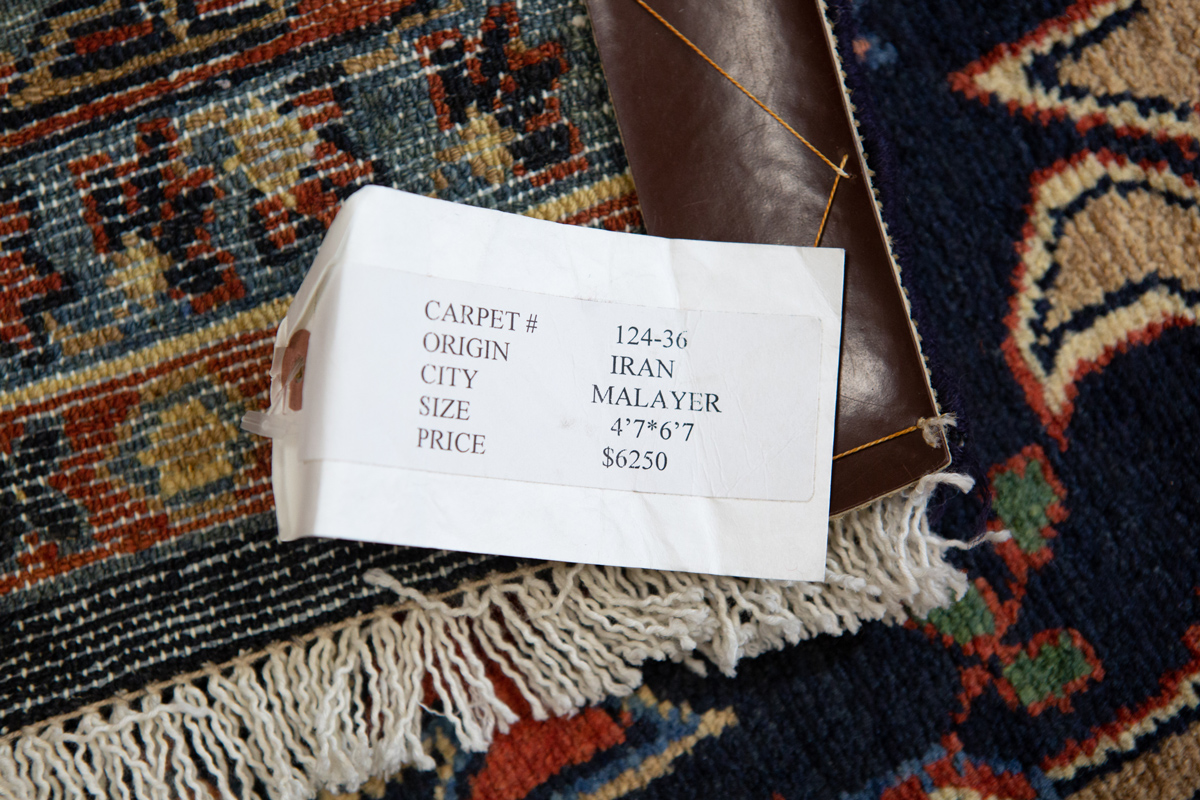 CARPET # 124-36
ORIGIN IRAN
CITY MALAYER
SIZE 4'7*6'7
PRICE $6250